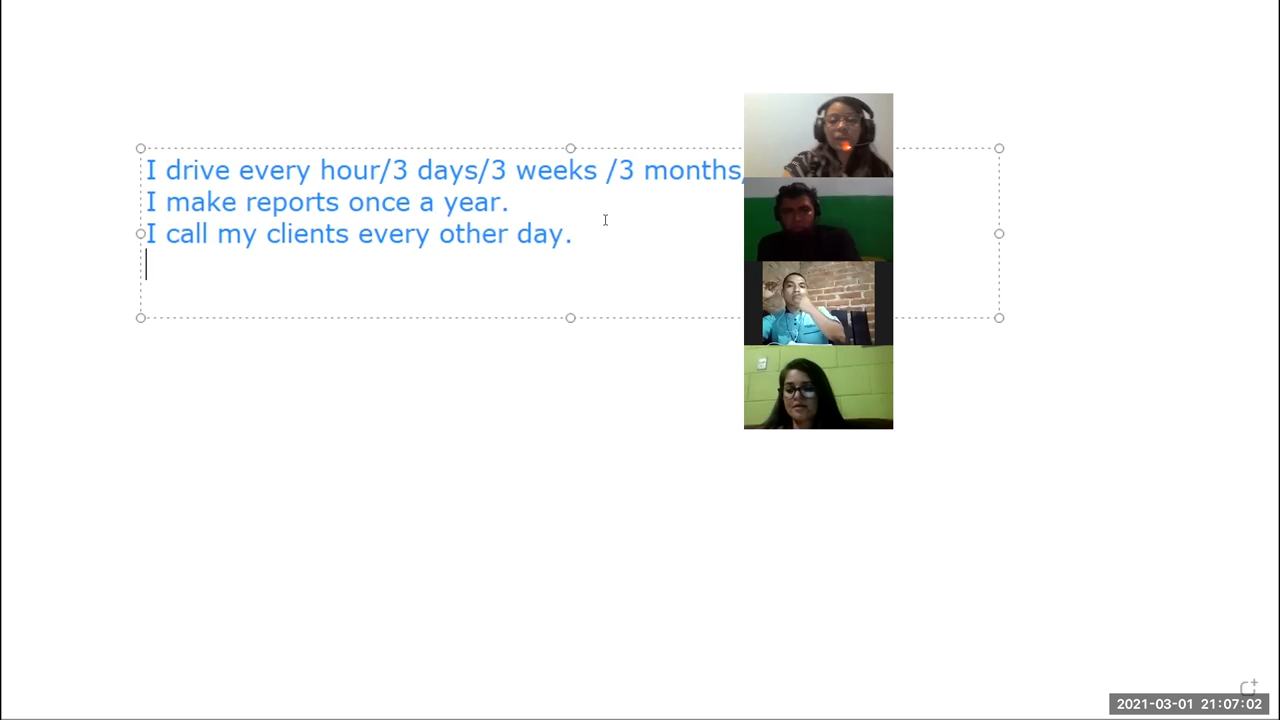 I drive every hour/3 days/3 weeks /3 months,
I make reports once a year.
I call my clients every other day.
2021-03-01 21:07:02